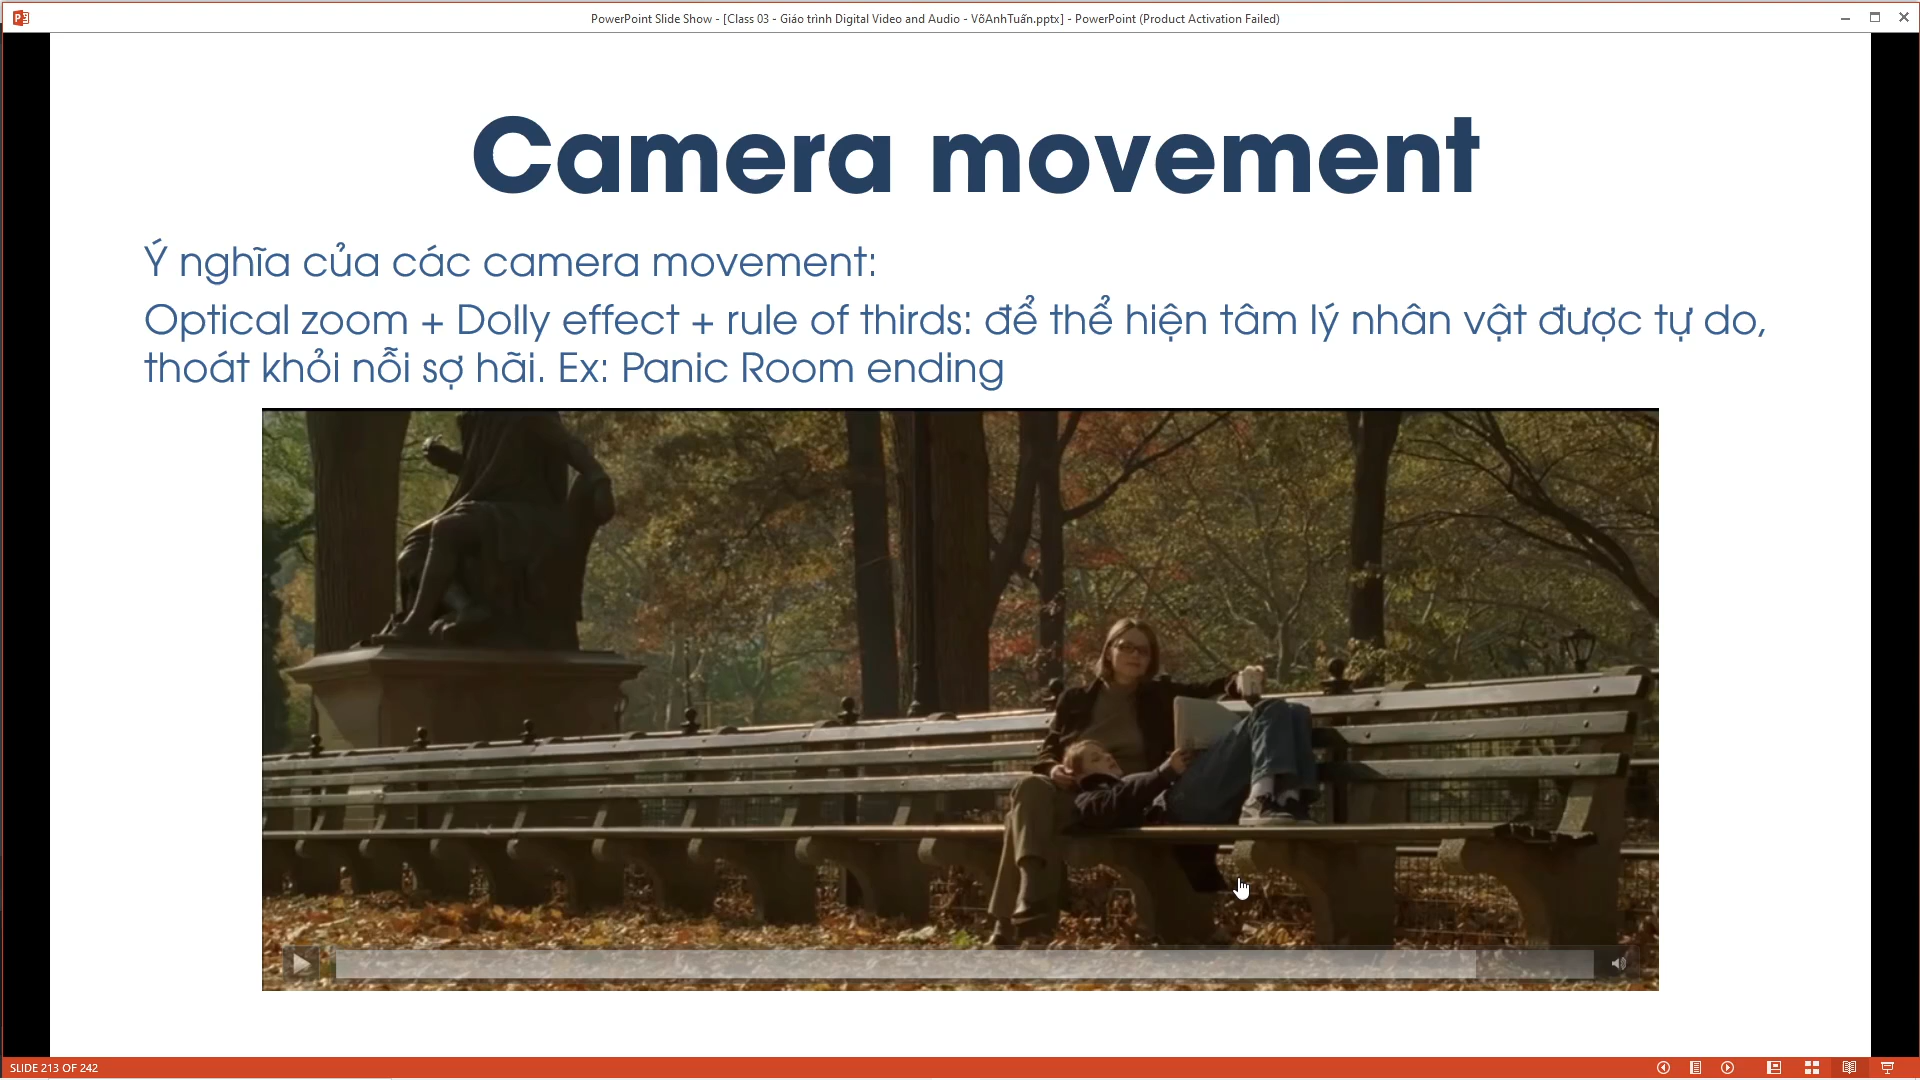 PowerPoint Slide Show - [Class 03 - Giáo trình Digital Video and Audio - VõAnhTuấn.pptx] - PowerPoint (Product Activation Failed)
Camera movement
Ý nghĩa của các camera movement:
Optical zoom + Dolly effect + rule of thirds: để thể hiện tâm lý nhân vật được tự do,
thoát khỏi nỗi sợ hãi. Ex: Panic Room ending
SLIDE 213 OF 242